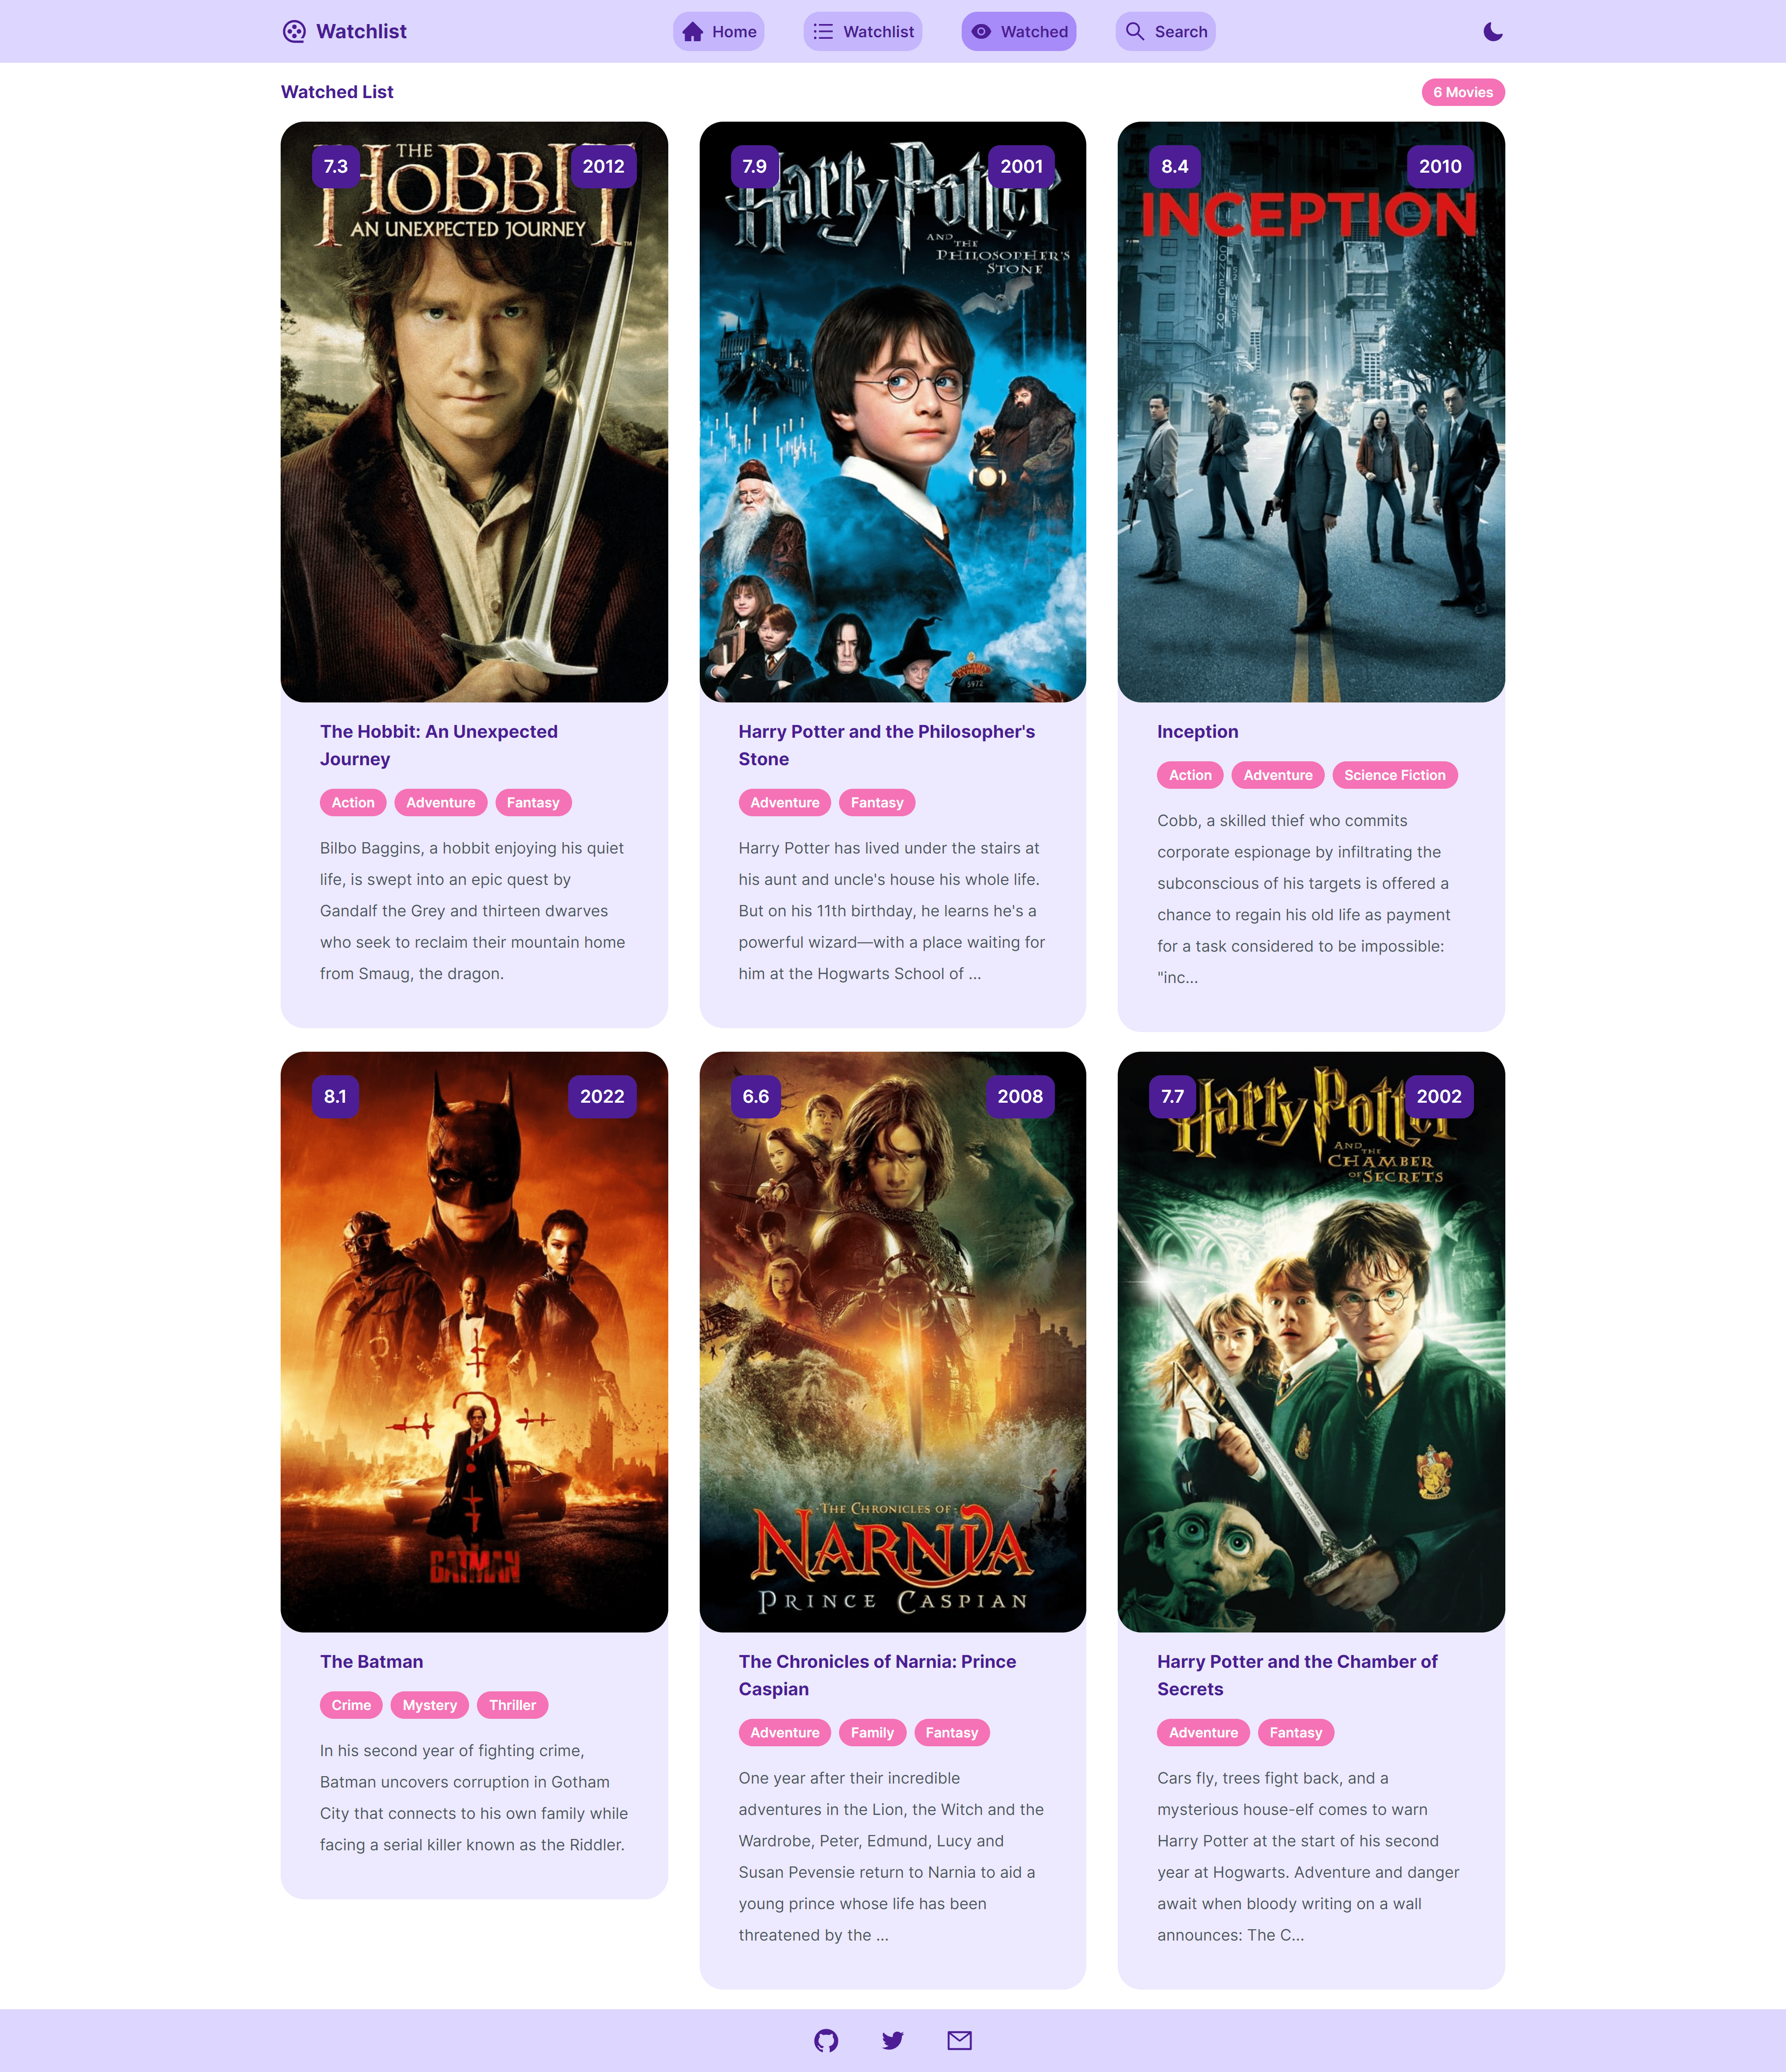 Watchlist
Home
Watchlist
Watched
Search
Watched List
6 Movies
7.3
2012
THE
HOBBIT
AN UNEXPECTED JOURNEY
The Hobbit: An Unexpected
Journey
Action
Adventure
Fantasy
Bilbo Baggins, a hobbit enjoying his quiet
life, is swept into an epic quest by
Gandalf the Grey and thirteen dwarves
who seek to reclaim their mountain home
from Smaug, the dragon.
7.9
2001
Harry Potter
AND THE
PHILOSOPHER'S
STONE
5972
Harry Potter and the Philosopher's
Stone
Adventure
Fantasy
Harry Potter has lived under the stairs at
his aunt and uncle's house his whole life.
But on his 11th birthday, he learns he's a
powerful wizard—with a place waiting for
him at the Hogwarts School of ...
8.4
2010
INCEPTION
Inception
Action
Adventure
Science Fiction
Cobb, a skilled thief who commits
corporate espionage by infiltrating the
subconscious of his targets is offered a
chance to regain his old life as payment
for a task considered to be impossible:
"inc...
8.1
2022
BATMAN
The Batman
Crime
Mystery
Thriller
In his second year of fighting crime,
Batman uncovers corruption in Gotham
City that connects to his own family while
facing a serial killer known as the Riddler.
6.6
2008
THE CHRONICLES OF
NARNIA
PRINCE CASPIAN
The Chronicles of Narnia: Prince
Caspian
Adventure
Family
Fantasy
One year after their incredible
adventures in the Lion, the Witch and the
Wardrobe, Peter, Edmund, Lucy and
Susan Pevensie return to Narnia to aid a
young prince whose life has been
threatened by the ...
7.7
2002
Harry Potter
AND THE
CHAMBER
OF SECRETS
Harry Potter and the Chamber of
Secrets
Adventure
Fantasy
Cars fly, trees fight back, and a
mysterious house-elf comes to warn
Harry Potter at the start of his second
year at Hogwarts. Adventure and danger
await when bloody writing on a wall
announces: The C...